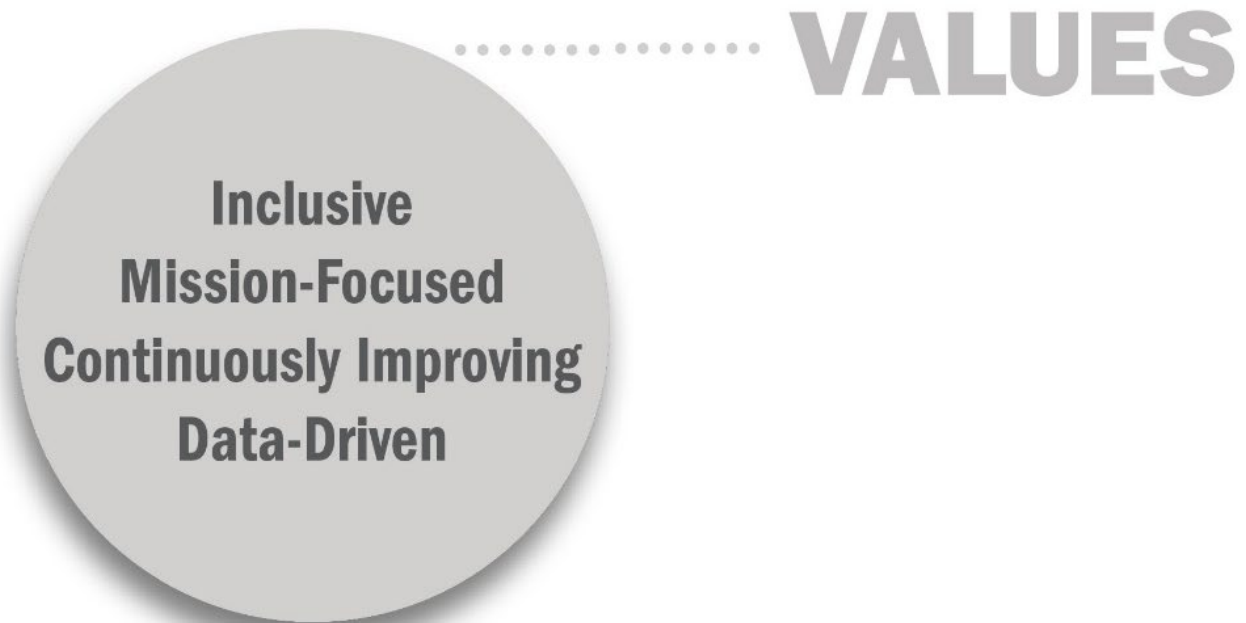 VALUES
Inclusive
Mission-Focused
Continuously Improving
Data-Driven